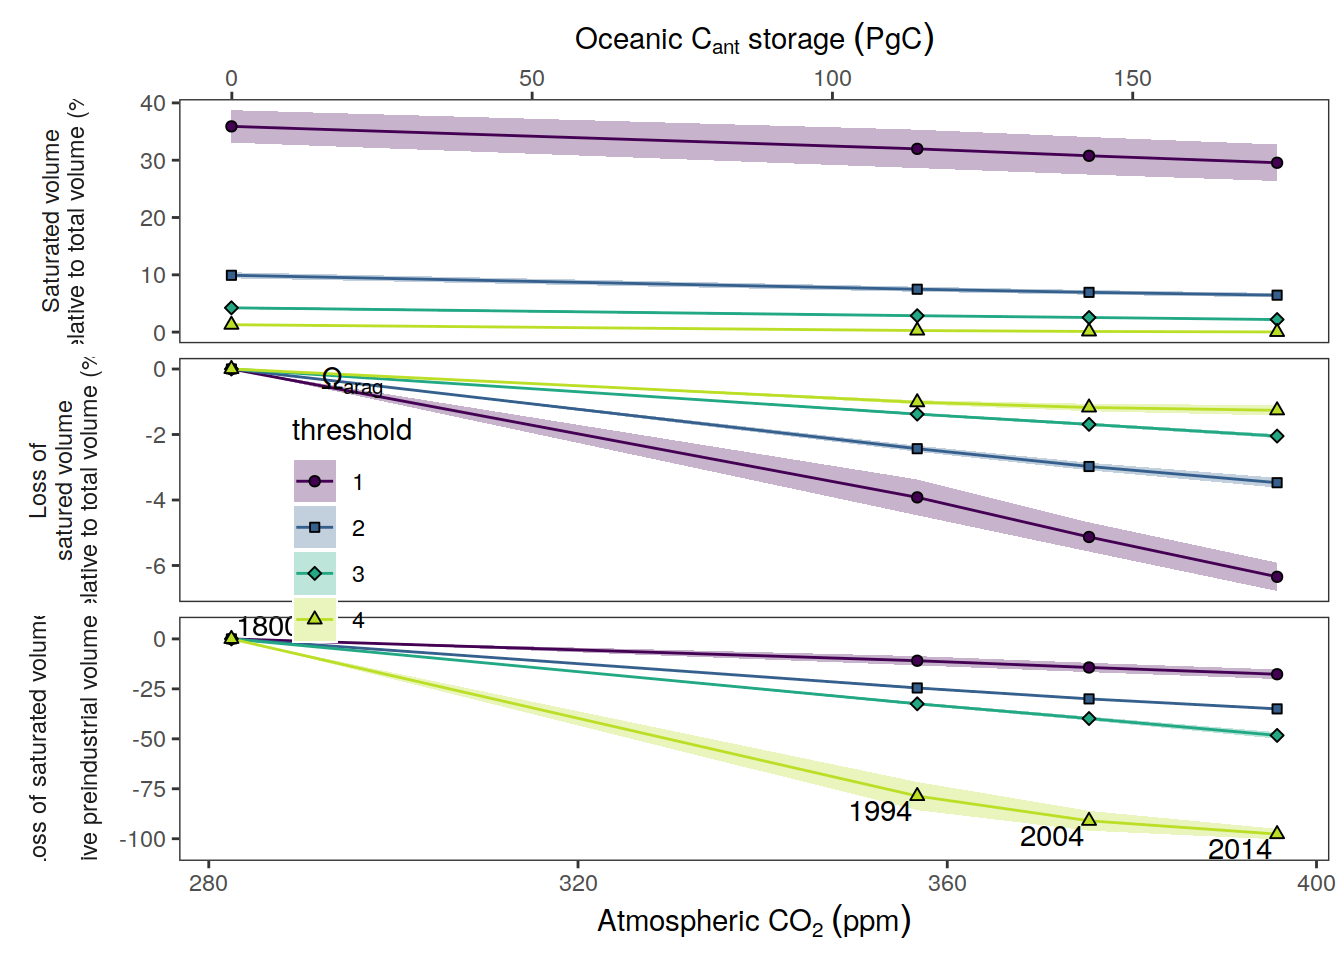 Oceanic Cant storage (PgC)
0 50 100 150
Saturated volume
elative to total volume (%
40
30
20
10
0
Loss of
satured volume
elative to total volume (%
0
-2
-4
-6
Ωaraq
threshold
1
2
3
4
oss of saturated volume
ive preindustrial volume
0
-25
-50
-75
-100
1800
1994
2004
2014
280 320 360 400
Atmospheric CO2 (ppm)